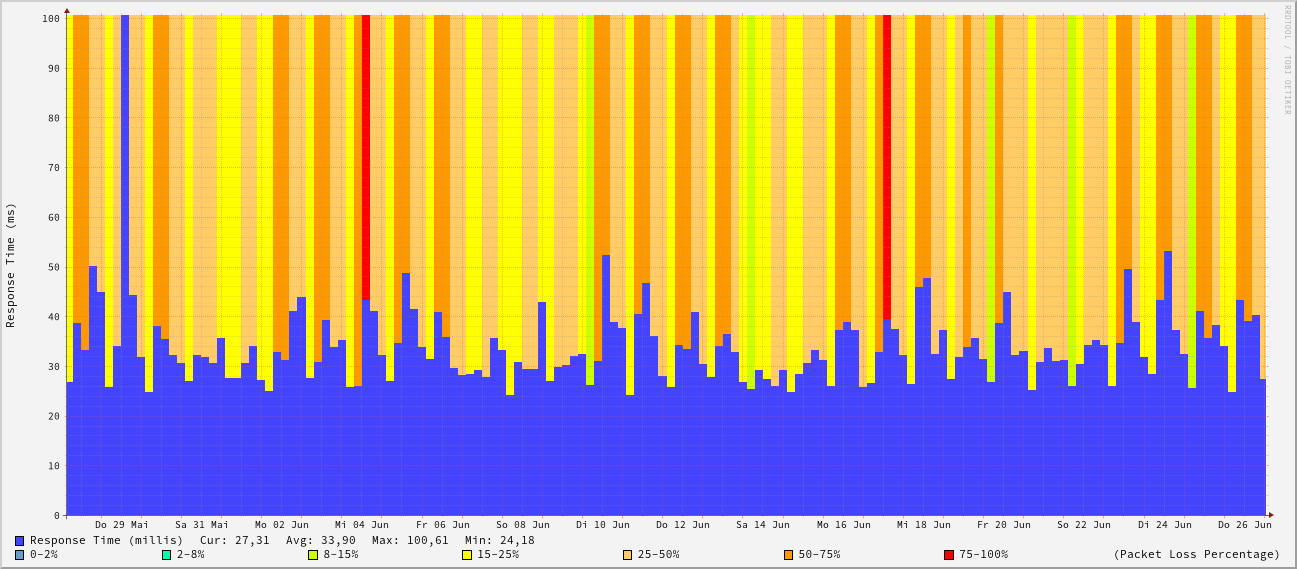 RRDTOOL / TOBI OETIKER
Response Time (ms)
100
90
80
70
60
50
40
30
20
10
0
Do 29 Mai Sa 31 Mai Mo 02 Jun Mi 04 Jun Fr 06 Jun So 08 Jun Di 10 Jun Do 12 Jun Sa 14 Jun Mo 16 Jun Mi 18 Jun Fr 20 Jun So 22 Jun Di 24 Jun Do 26 Jun
Response Time (millis) Cur: 27,31 Avg: 33,90 Max: 100,61 Min: 24,18
0-2% 2-8% 8-15% 15-25% 25-50% 50-75% 75-100% (Packet Loss Percentage)